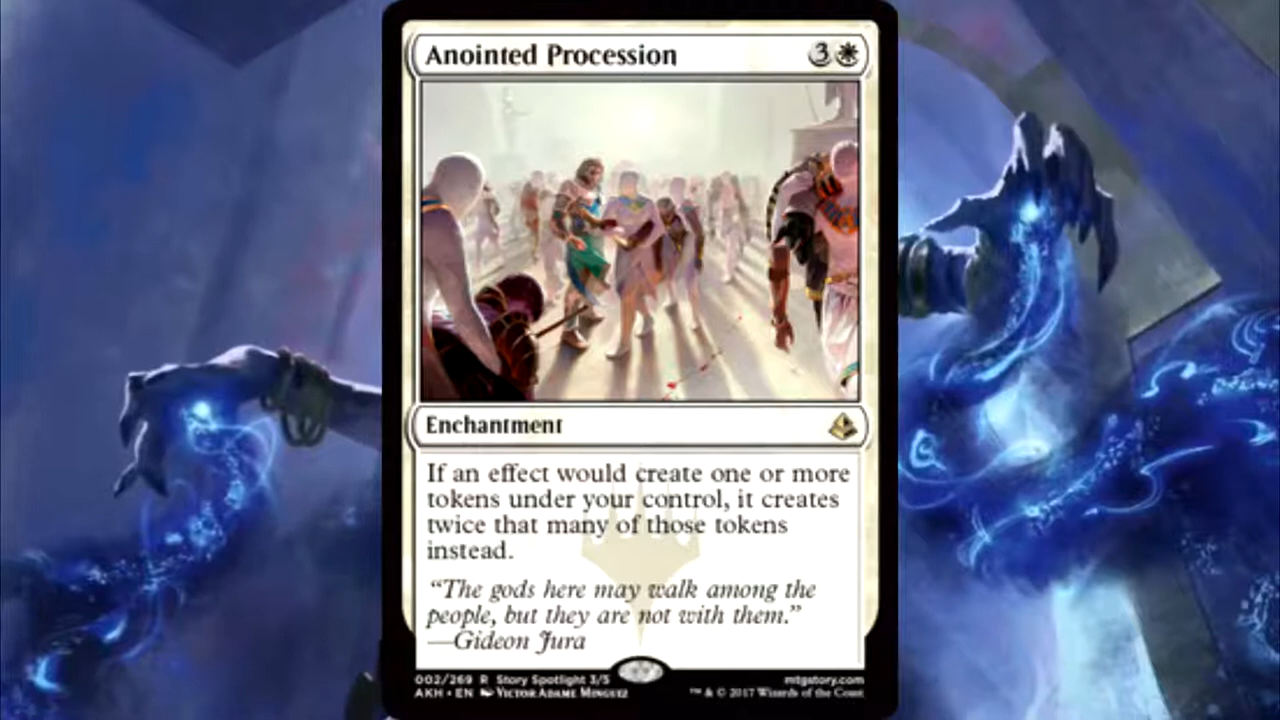 Anointed Procession 3
Enchantment
If an effect would create one or more
tokens under your control, it creates
twice that many of those tokens
instead.
“The gods here may walk among the
people, but they are not with them.”
—Gideon Jura
002/269 R Story Spotlight 3/3 mtgstory.com
AKH • EN Victor Adame Minguez ™ & © 2017 Wizards of the Coast